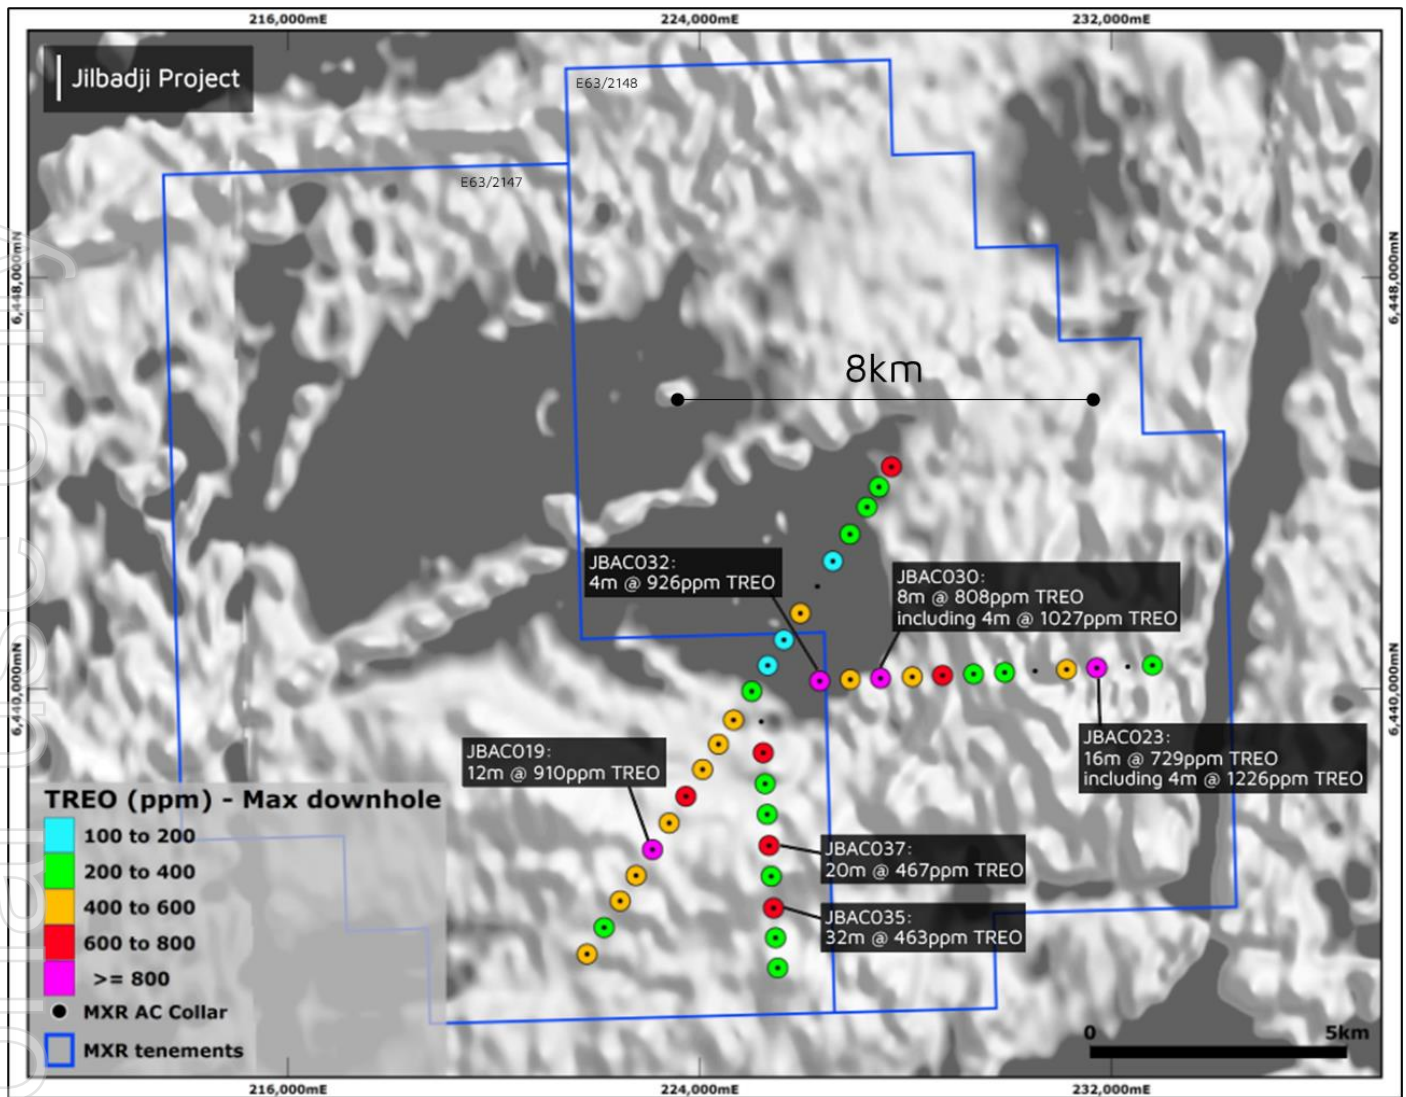 216,000mE
224,000mE
232,000mE
Jilbadji Project
E63/2148
E63/2147
6,448,000mN
6,448,000mN
8km
JBAC032:
4m @ 926ppm TREO
JBAC030:
8m @ 808ppm TREO
including 4m @ 1027ppm TREO
6,440,000mN
6,440,000mN
JBAC023:
16m @ 729ppm TREO
including 4m @ 1226ppm TREO
JBAC019:
12m @ 910ppm TREO
JBAC037:
20m @ 467ppm TREO
JBAC035:
32m @ 463ppm TREO
TREO (ppm) - Max downhole
100 to 200
200 to 400
400 to 600
600 to 800
>= 800
MXR AC Collar
MXR tenements
0
5km
216,000mE
224,000mE
232,000mE
only